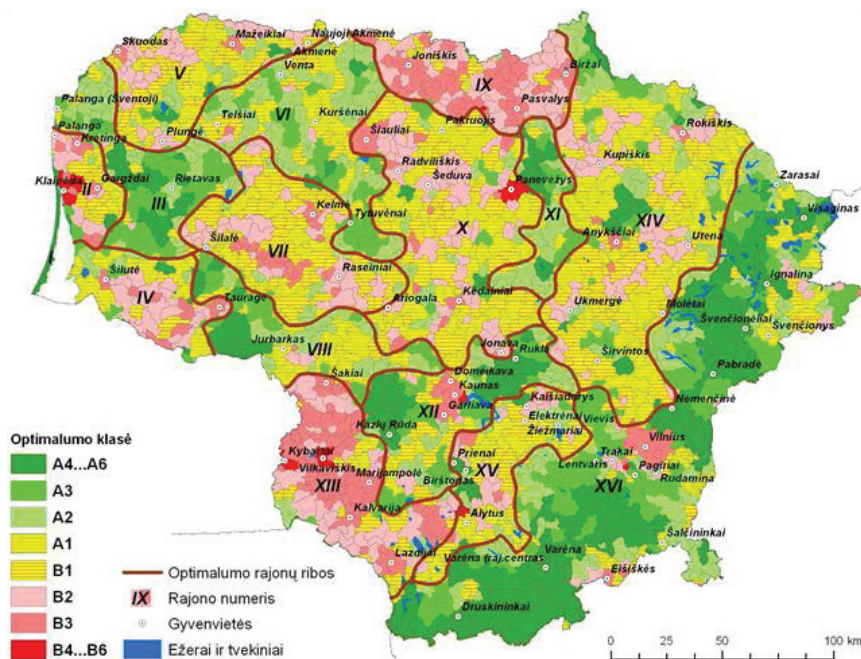 Skuodas
Mažeikiai
Naujoji Akmenė
Akmenė
Venta
V
Joniškis
IX
Biržai
Pasvalys
Palanga (Šventoji)
Telšiai
VI
Kuršėnai
Pakruojis
Rokiškis
Palanga
Kretinga
Plungė
Šiauliai
Radviliškis
Kupiškis
Šeduva
Panevėžys
Zarasai
Klaipėda
II
Gargždai
Rietavas
III
Visaginas
Kelmė
Tytuvėnai
X
XI
XIV
Anykščiai
Utena
Šilalė
VII
Raseiniai
Ignalina
Šilutė
IV
Ariogala
Kėdainiai
Ukmergė
Molėtai
Švenčionėliai
Švenčionys
Tauragė
Jurbarkas
VIII
Jonava
Rukla
Širvintos
Pabradė
Šakiai
Domeikava
Kaunas
Kaišiadorys
Nemenčinė
XII
Garliava
Elektrėnai
Vievis
Kazlų Rūda
Žiežmariai
Vilnius
Kybartai
Vilkaviškis
Prienai
XV
Lentvaris
Trakai
Pagiriai
Rudamina
XIII
Marijampolė
Birštonas
XVI
Kalvarija
Alytus
Šalčininkai
Lazdijai
Varėna (raj.centras
Varėna
Eišiškės
Druskininkai
Optimalumo klasė
A4...A6
A3
A2
A1
B1
B2
B3
B4...B6
Optimalumo rajonų ribos
IX Rajono numeris
Gyvenvietės
Ežerai ir tvekiniai
0 25 50 100 km